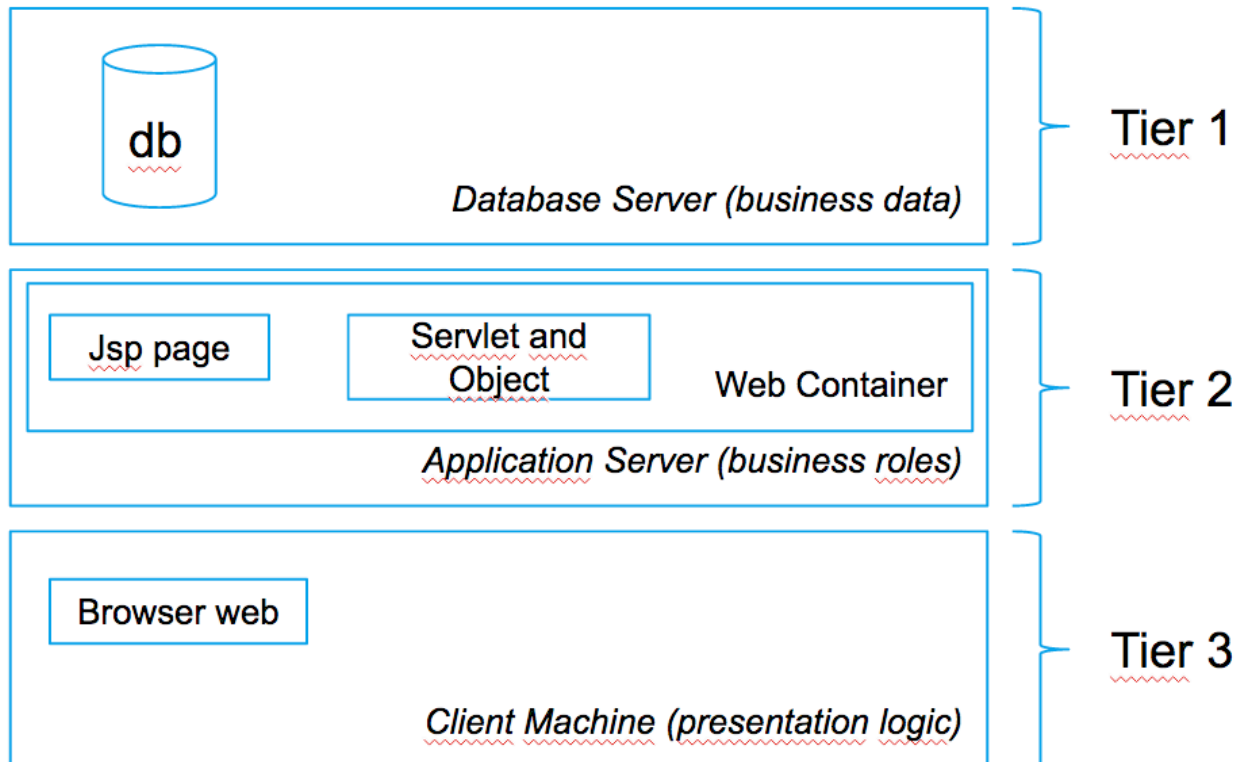 db
Database Server (business data)
Tier 1
Jsp page
Servlet and
Object
Web Container
Application Server (business roles)
Tier 2
Browser web
Client Machine (presentation logic)
Tier 3